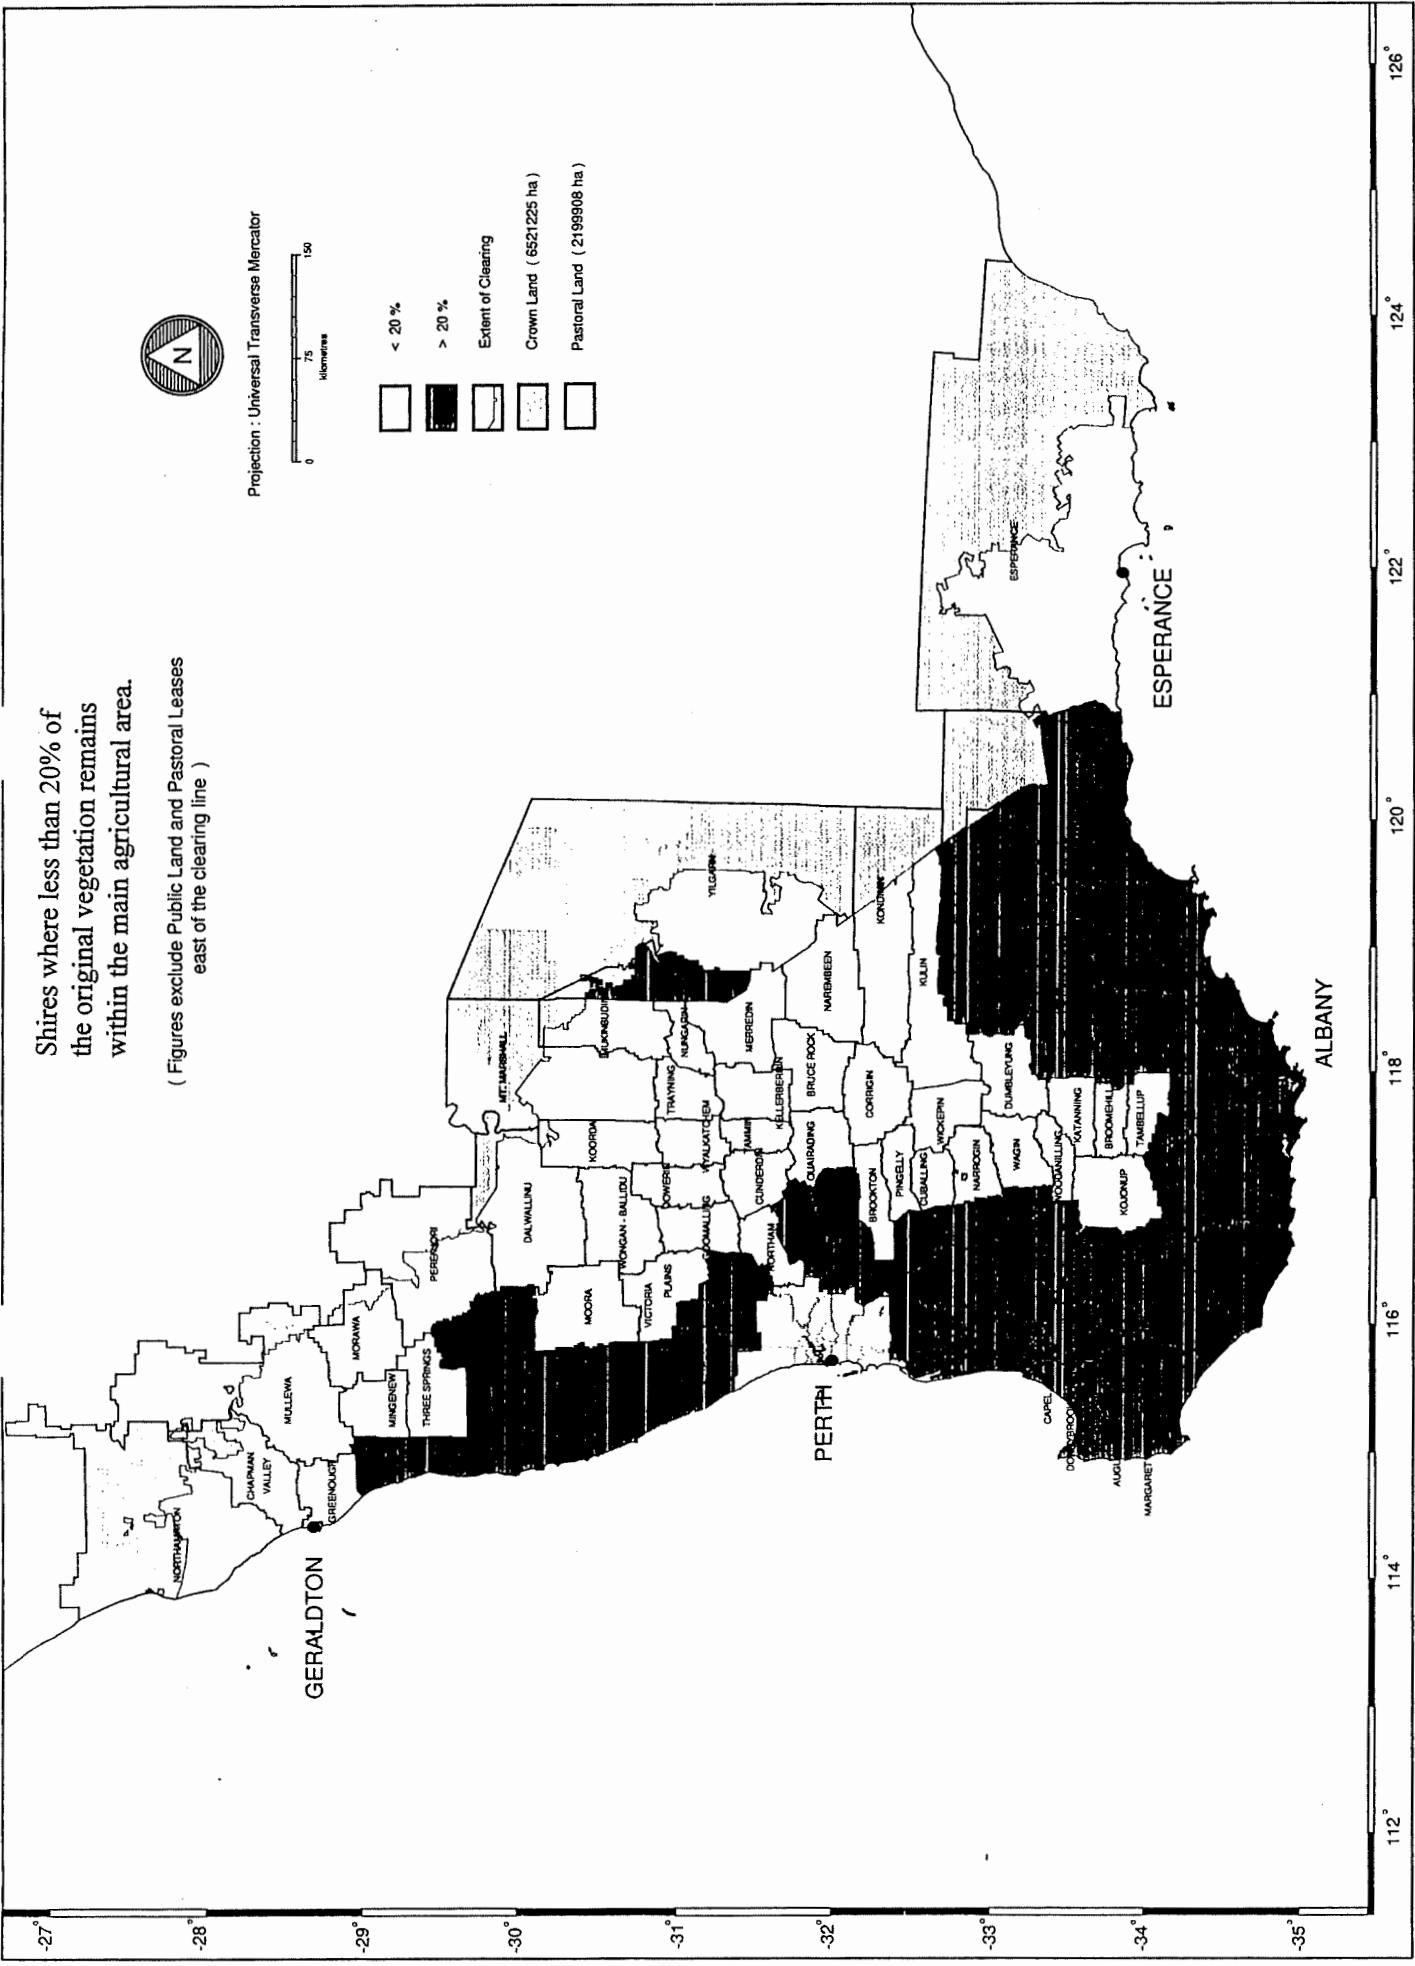 Shires where less than 20% of
the original vegetation remains
within the main agricultural area.
( Figures exclude Public Land and Pastoral Leases
east of the clearing line )
N
Projection : Universal Transverse Mercator
0 75 150
kilometres
< 20 %
> 20 %
Extent of Clearing
Crown Land ( 6521225 ha )
Pastoral Land ( 2199908 ha )
NORTHAMPTON
CHAPMAN
VALLEY
MULLEWA
GREENOUGH
GERALDTON
MORAWA
MINGENEW
THREE SPRINGS
PERENJORI
DALWALLINU
MT. MARSHALL
KOORDA
MUKINBUDIN
WONGAN - BALLIDU
MOORA
VICTORIA
PLAINS
DOWERIN
GOOMALLING
TRAYNING
NUNGARIN
WYALKATCHEM
YILGARN
MERREDIN
KELLERBERRIN
TAMMIN
CUNDERDIN
NORTHAM
QUAIRADING
BRUCE ROCK
NAREMBEEN
PERTH
BROOKTON
CORRIGIN
KONDININ
PINGELLY
CUBALLING
WICKEPIN
KULIN
NARROGIN
WAGIN
DUMBLEYUNG
WOODANILLING
KATANNING
BROOMEHILL
TAMBELLUP
KOJONUP
CAPEL
MARGARET
ESPERANCE
ESPERANCE
ALBANY
-27°
-28°
-29°
-30°
-31°
-32°
-33°
-34°
-35°
112° 114° 116° 118° 120° 122° 124° 126°